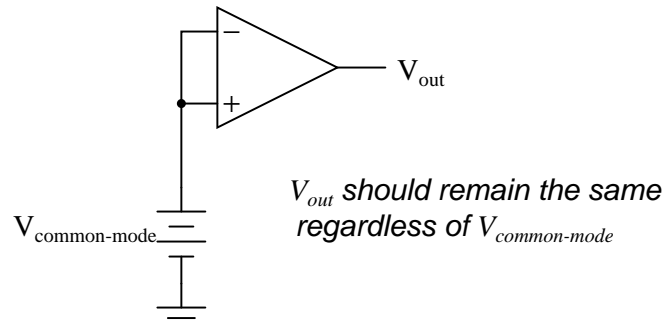 −
+
V_out
V_out should remain the same
regardless of V_common-mode
V_common-mode